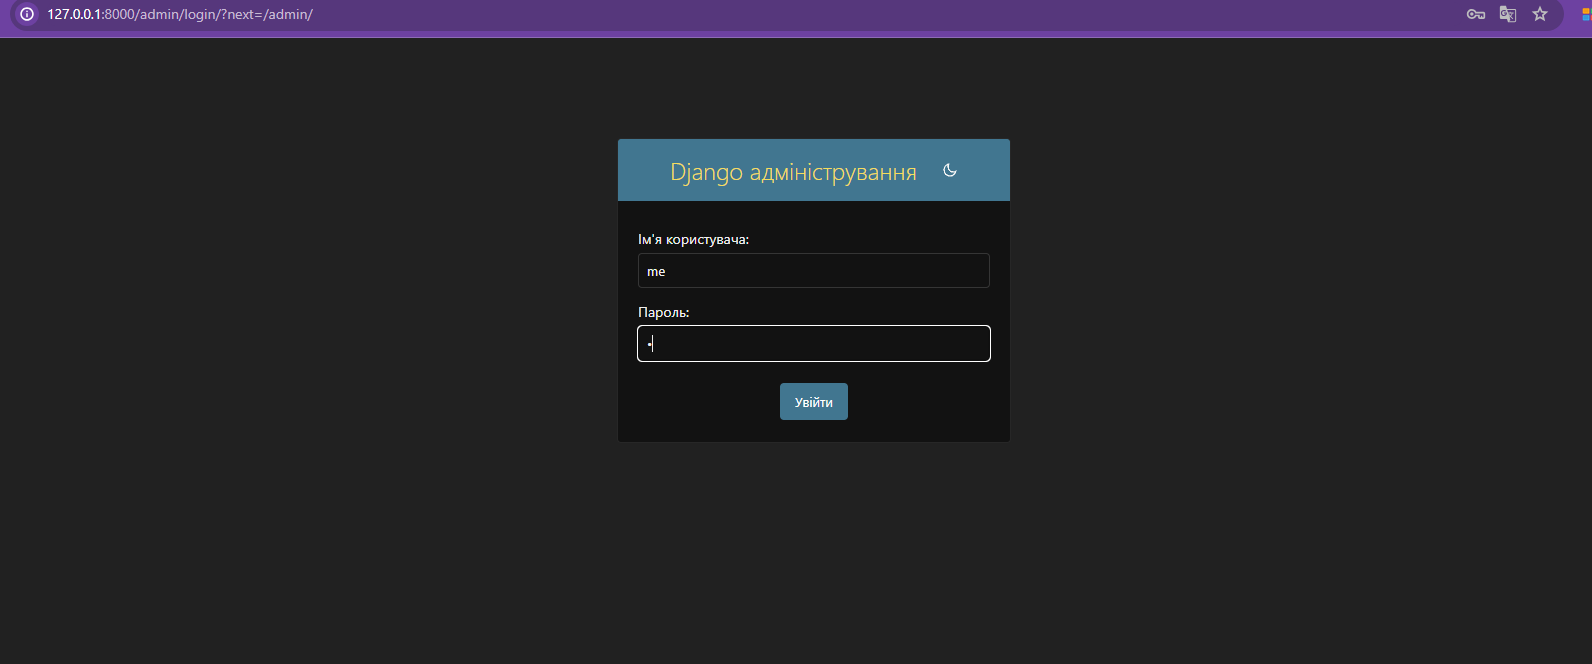 127.0.0.1:8000/admin/login/?next=/admin/
Django адміністрування
Ім'я користувача:
me
Пароль:
•
Увійти